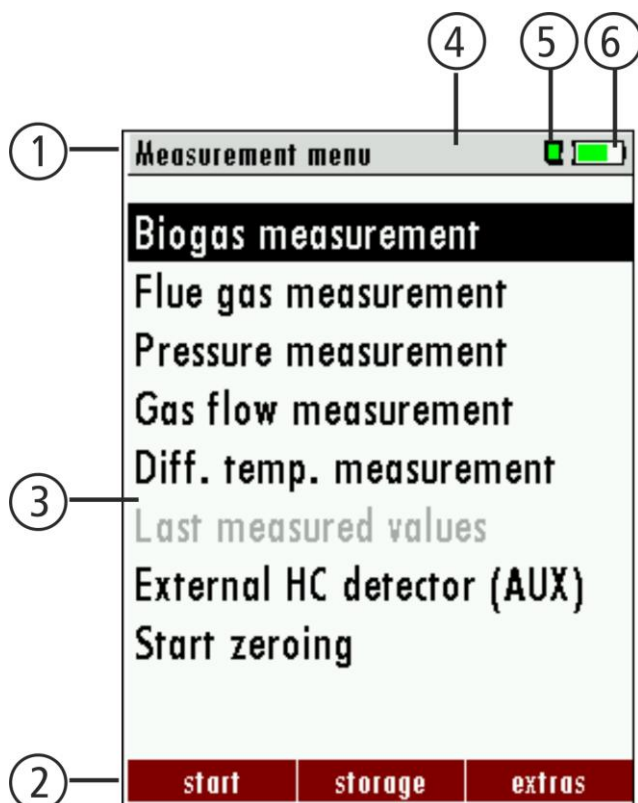 4 5 6
1 Measurement menu
Biogas measurement
Flue gas measurement
Pressure measurement
Gas flow measurement
Diff. temp. measurement
3
Last measured values
External HC detector (AUX)
Start zeroing
2 start storage extras